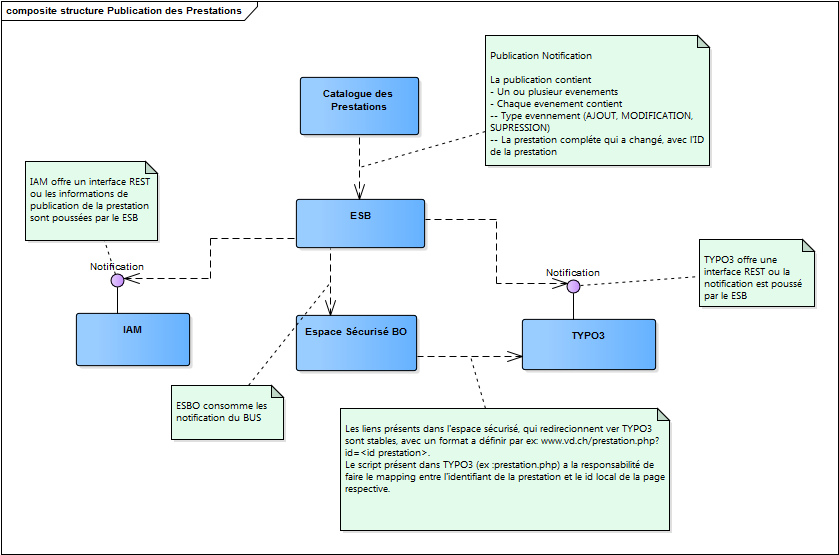 composite structure Publication des Prestations
Publication Notification
La publication contient
- Un ou plusieur evenements
- Chaque evenement contient
-- Type evennement (AJOUT, MODIFICATION,
SUPRESSION)
-- La prestation compléte qui a changé, avec l'ID
de la prestation
Catalogue des
Prestations
IAM offre un interface REST
ou les informations de
publication de la prestation
sont poussées par le ESB
ESB
Notification
Notification
TYPO3 offre une
interface REST ou la
notification est poussé
par le ESB
IAM
Espace Sécurisé BO
TYPO3
ESBO consomme les
notification du BUS
Les liens présents dans l'espace sécurisé, qui redirecionnent ver TYPO3
sont stables, avec un format a définir par ex: www.vd.ch/prestation.php?
id=<id prestation>.
Le script présent dans TYPO3 (ex :prestation.php) a la responsabilité de
faire le mapping entre l'identifiant de la prestation et le id local de la page
respective.